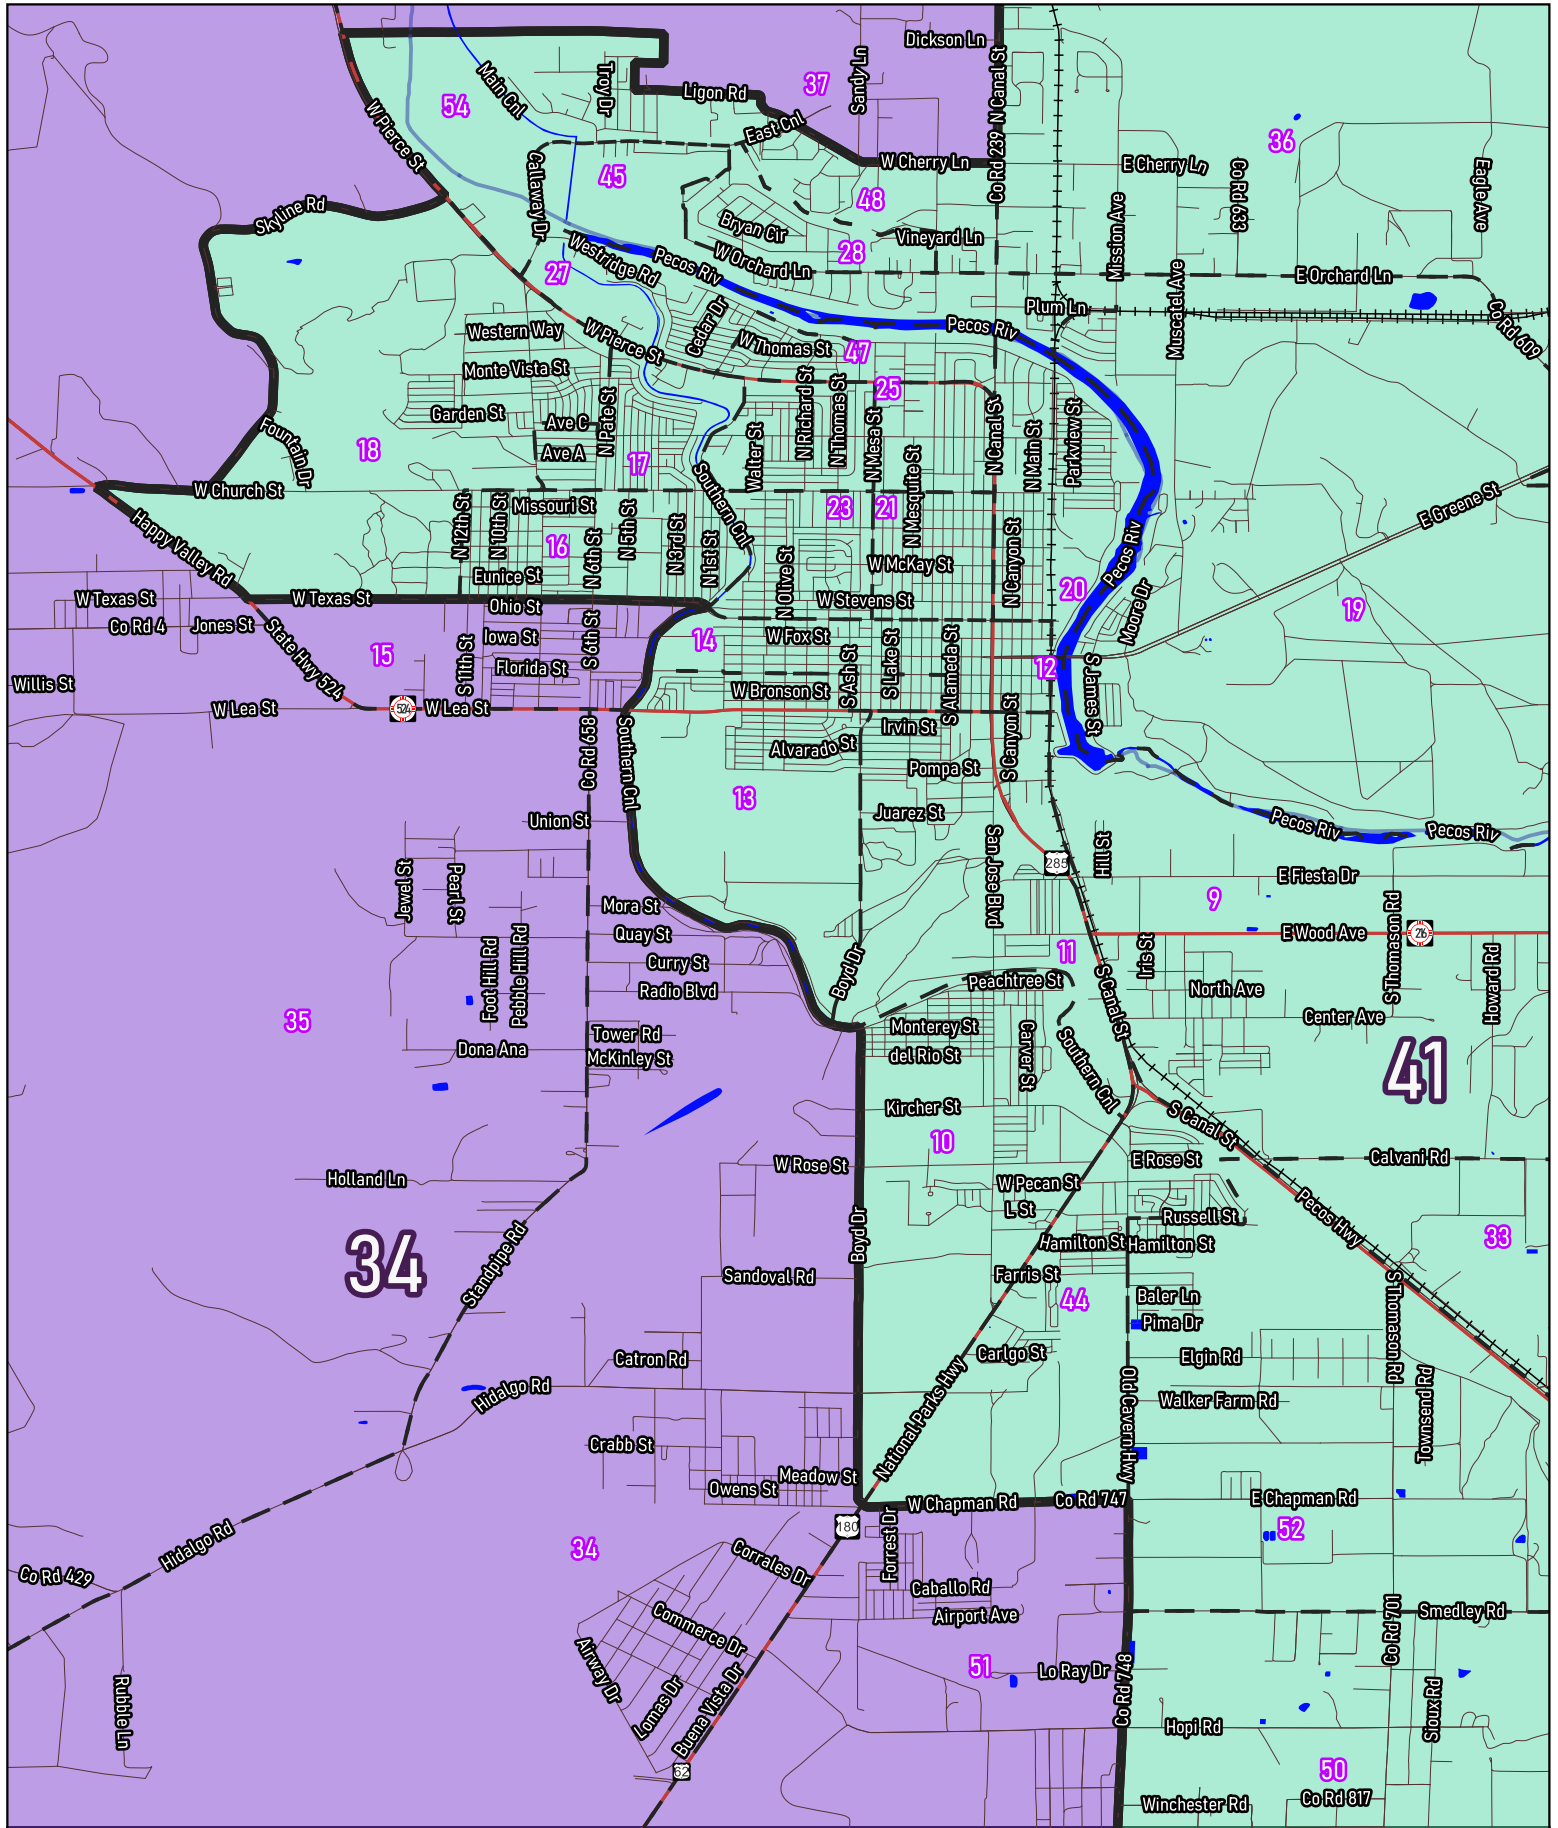 Dickson Ln
Sandy Ln
37
Ligon Rd
Troy Dr
Main Cnl
54
W Pierce St
East Cnl
W Cherry Ln
Co Rd 239
N Canal St
E Cherry Ln
36
Eagle Ave
Co Rd 633
Mission Ave
Callaway Dr
45
48
Skyline Rd
Bryan Cir
Vineyard Ln
28
W Orchard Ln
Westridge Rd
Pecos Riv
27
E Orchard Ln
Muscatel Ave
Plum Ln
Co Rd 609
Western Way
W Pierce St
Cedar Dr
W Thomas St
47
Pecos Riv
Monte Vista St
25
Garden St
Ave C
Ave A
N Pate St
N Richard St
N Thomas St
N Mesa St
N Canal St
N Main St
Parkview St
Fountain Dr
18
17
Walter St
Southern Cnl
N Mesquite St
W Church St
Missouri St
23
21
E Greene St
Happy Valley Rd
N 12th St
N 10th St
16
N 6th St
N 5th St
N 3rd St
N 1st St
N Olive St
W McKay St
N Canyon St
Pecos Riv
Eunice St
20
Moore Dr
19
W Texas St
W Texas St
Ohio St
W Stevens St
Co Rd 4
Jones St
State Hwy 524
Iowa St
S 6th St
14
W Fox St
15
S 11th St
Florida St
S Ash St
S Lake St
S Alameda St
12
S James St
Willis St
W Lea St
524
W Lea St
W Bronson St
Irvin St
S Canyon St
Co Rd 658
Southern Cnl
Alvarado St
Pompa St
13
Juarez St
Union St
Pecos Riv
Pecos Riv
285
Hill St
San Jose Blvd
E Fiesta Dr
Jewel St
Pearl St
9
Mora St
Quay St
E Wood Ave
S Thomason Rd
216
Foot Hill Rd
Pebble Hill Rd
Curry St
Radio Blvd
Boyd Dr
11
Peachtree St
S Canal St
Iris St
North Ave
Howard Rd
Center Ave
35
Monterey St
Tower Rd
McKinley St
Dona Ana
del Rio St
Carver St
Southern Cnl
41
Kircher St
S Canal St
10
W Rose St
E Rose St
Calvani Rd
Holland Ln
W Pecan St
L St
Russell St
Pecos Hwy
33
Boyd Dr
Hamilton St
Hamilton St
34
Standpipe Rd
Sandoval Rd
Farris St
44
Baler Ln
Pima Dr
S Thomason Rd
Catron Rd
Carlgo St
Elgin Rd
Hidalgo Rd
National Parks Hwy
Old Cavern Hwy
Walker Farm Rd
Townsend Rd
Crabb St
Meadow St
Owens St
W Chapman Rd
Co Rd 747
E Chapman Rd
180
52
Hidalgo Rd
34
Corrales Dr
Forrest Dr
Co Rd 429
Caballo Rd
Airport Ave
Smedley Rd
Co Rd 701
Commerce Dr
Airway Dr
51
Lo Ray Dr
Rubble Ln
Lomas Dr
Buena Vista Dr
Co Rd 748
Sioux Rd
Hopi Rd
62
50
Winchester Rd
Co Rd 817